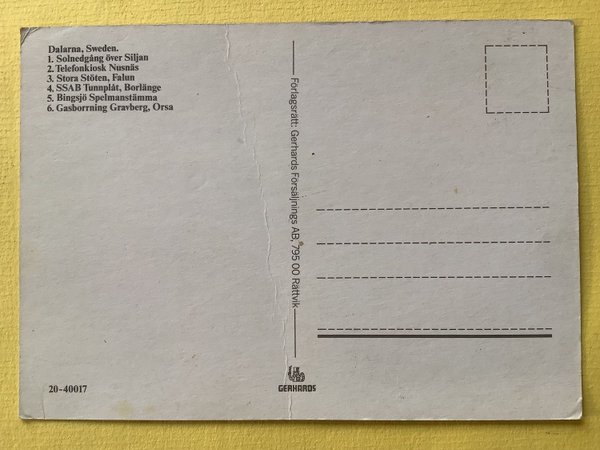 Dalarna, Sweden.
1. Solnedgång över Siljan
2. Telefonkiosk Nusnäs
3. Stora Stöten, Falun
4. SSAB Tunnplåt, Borlänge
5. Bingsjö Spelmanstämma
6. Gasborrning Gravberg, Orsa
Förlagsrätt: Gerhards Försäljnings AB, 795 00 Rättvik
20-40017
GERHARDS